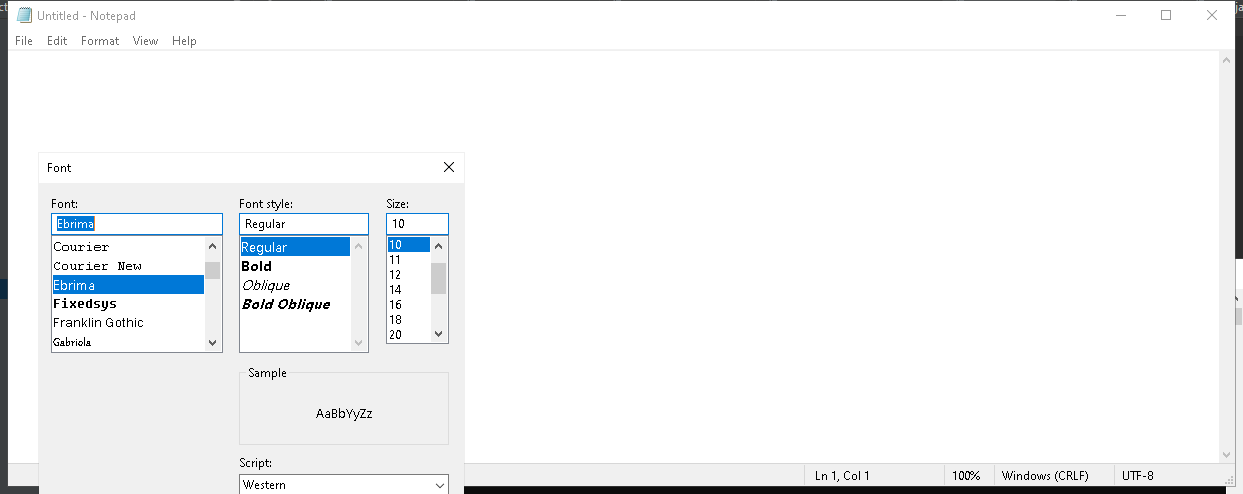 Untitled - Notepad
File Edit Format View Help
Font
Font: Font style: Size:
Ebrima Regular 10
Courier Regular 10
Courier New Bold 11
Ebrima Oblique 12
Fixedsys Bold Oblique 14
Franklin Gothic 16
Gabriola 18
20
Sample
AaBbYyZz
Script:
Western
Ln 1, Col 1 100% Windows (CRLF) UTF-8